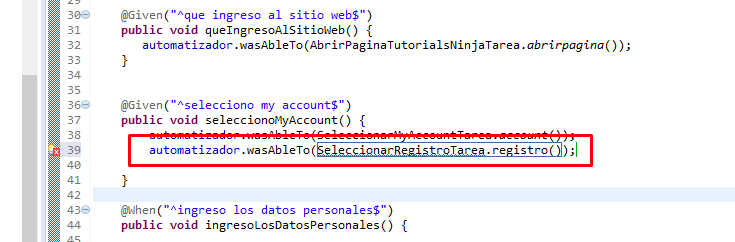 29
30 @Given("^que ingreso al sitio web$")
31 public void queIngresoAlSitioWeb() {
32 automatizador.wasAbleTo(AbrirPaginaTutorialsNinjaTarea.abrirpagina());
33 }
34
35
36 @Given("^selecciono my account$")
37 public void seleccionoMyAccount() {
38 automatizador.wasAbleTo(SeleccionarMyAccountTarea.account());
39 automatizador.wasAbleTo(SeleccionarRegistroTarea.registro());
40
41 }
42
43 @When("^ingreso los datos personales$")
44 public void ingresoLosDatosPersonales() {
45